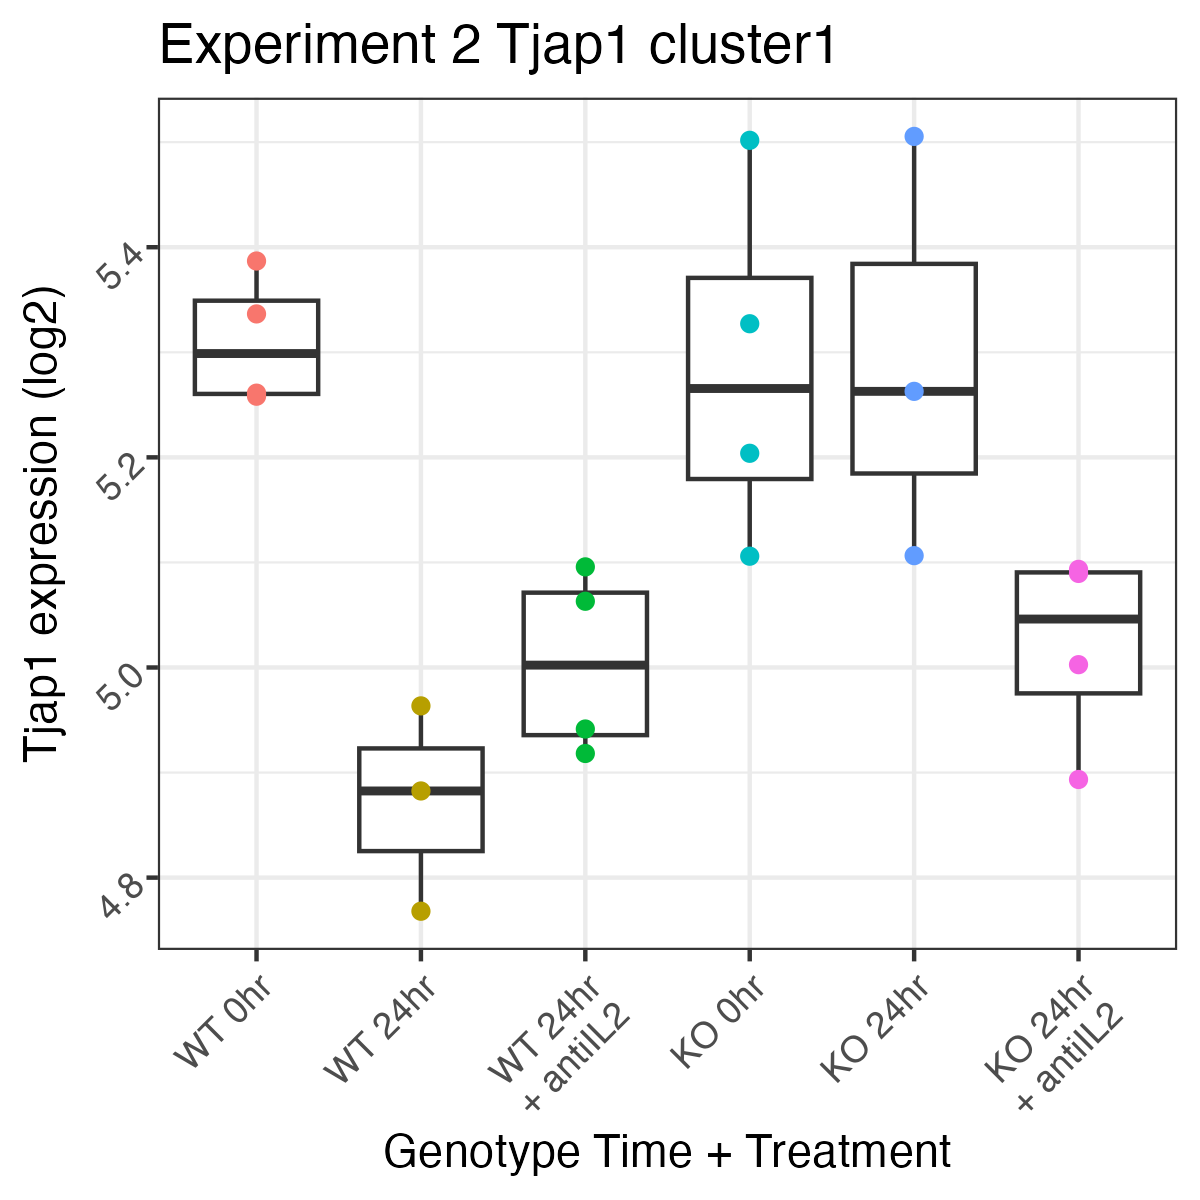 Experiment 2 Tjap1 cluster1
Tjap1 expression (log2)
5.4
5.2
5.0
4.8
WT 0hr
WT 24hr
WT 24hr
+ antiIL2
KO 0hr
KO 24hr
KO 24hr
+ antiIL2
Genotype Time + Treatment